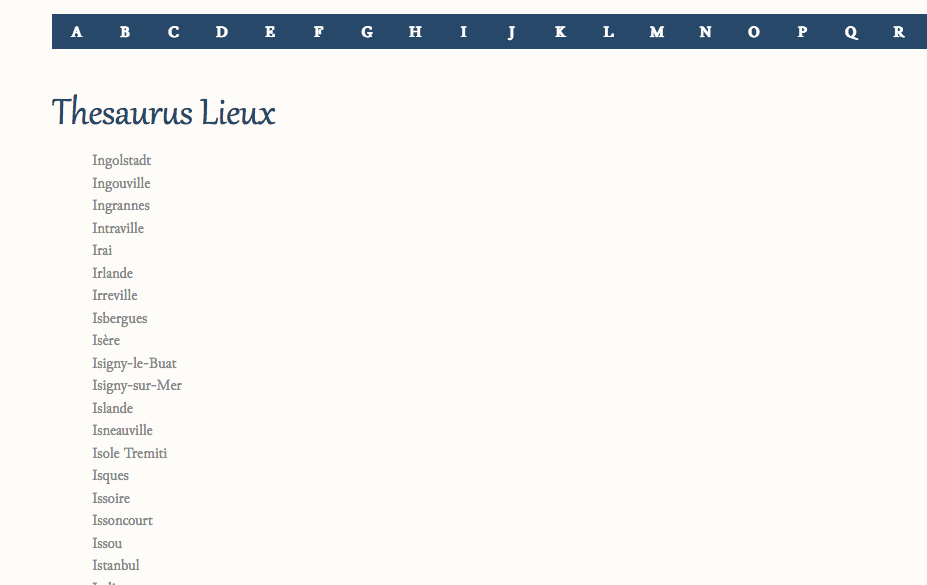 A B C D E F G H I J K L M N O P Q R
Thesaurus Lieux
Ingolstadt
Ingouville
Ingrannes
Intraville
Irai
Irlande
Irreville
Isbergues
Isère
Isigny-le-Buat
Isigny-sur-Mer
Islande
Isneauville
Isole Tremiti
Isques
Issoire
Issoncourt
Issou
Istanbul